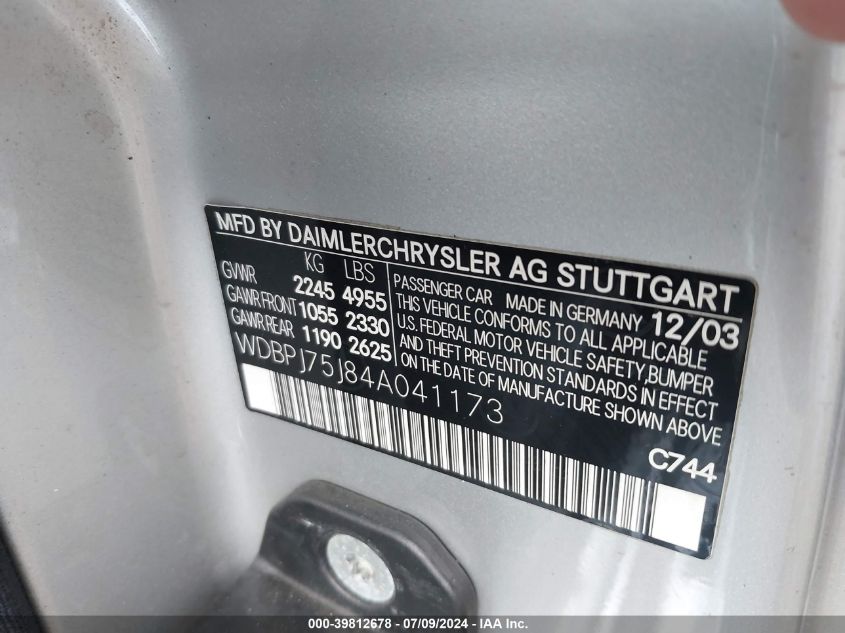 MFD BY DAIMLERCHRYSLER AG STUTTGART
KG LBS
GVWR 2245 4955
GAWR FRONT 1055 2330
GAWR REAR 1190 2625
PASSENGER CAR MADE IN GERMANY 12/03
THIS VEHICLE CONFORMS TO ALL APPLICABLE
U.S. FEDERAL MOTOR VEHICLE SAFETY,BUMPER
AND THEFT PREVENTION STANDARDS IN EFFECT
ON THE DATE OF MANUFACTURE SHOWN ABOVE
WDBPJ75J84A041173
C744
000-39812678 / 07/09/2024 - IAA Inc.